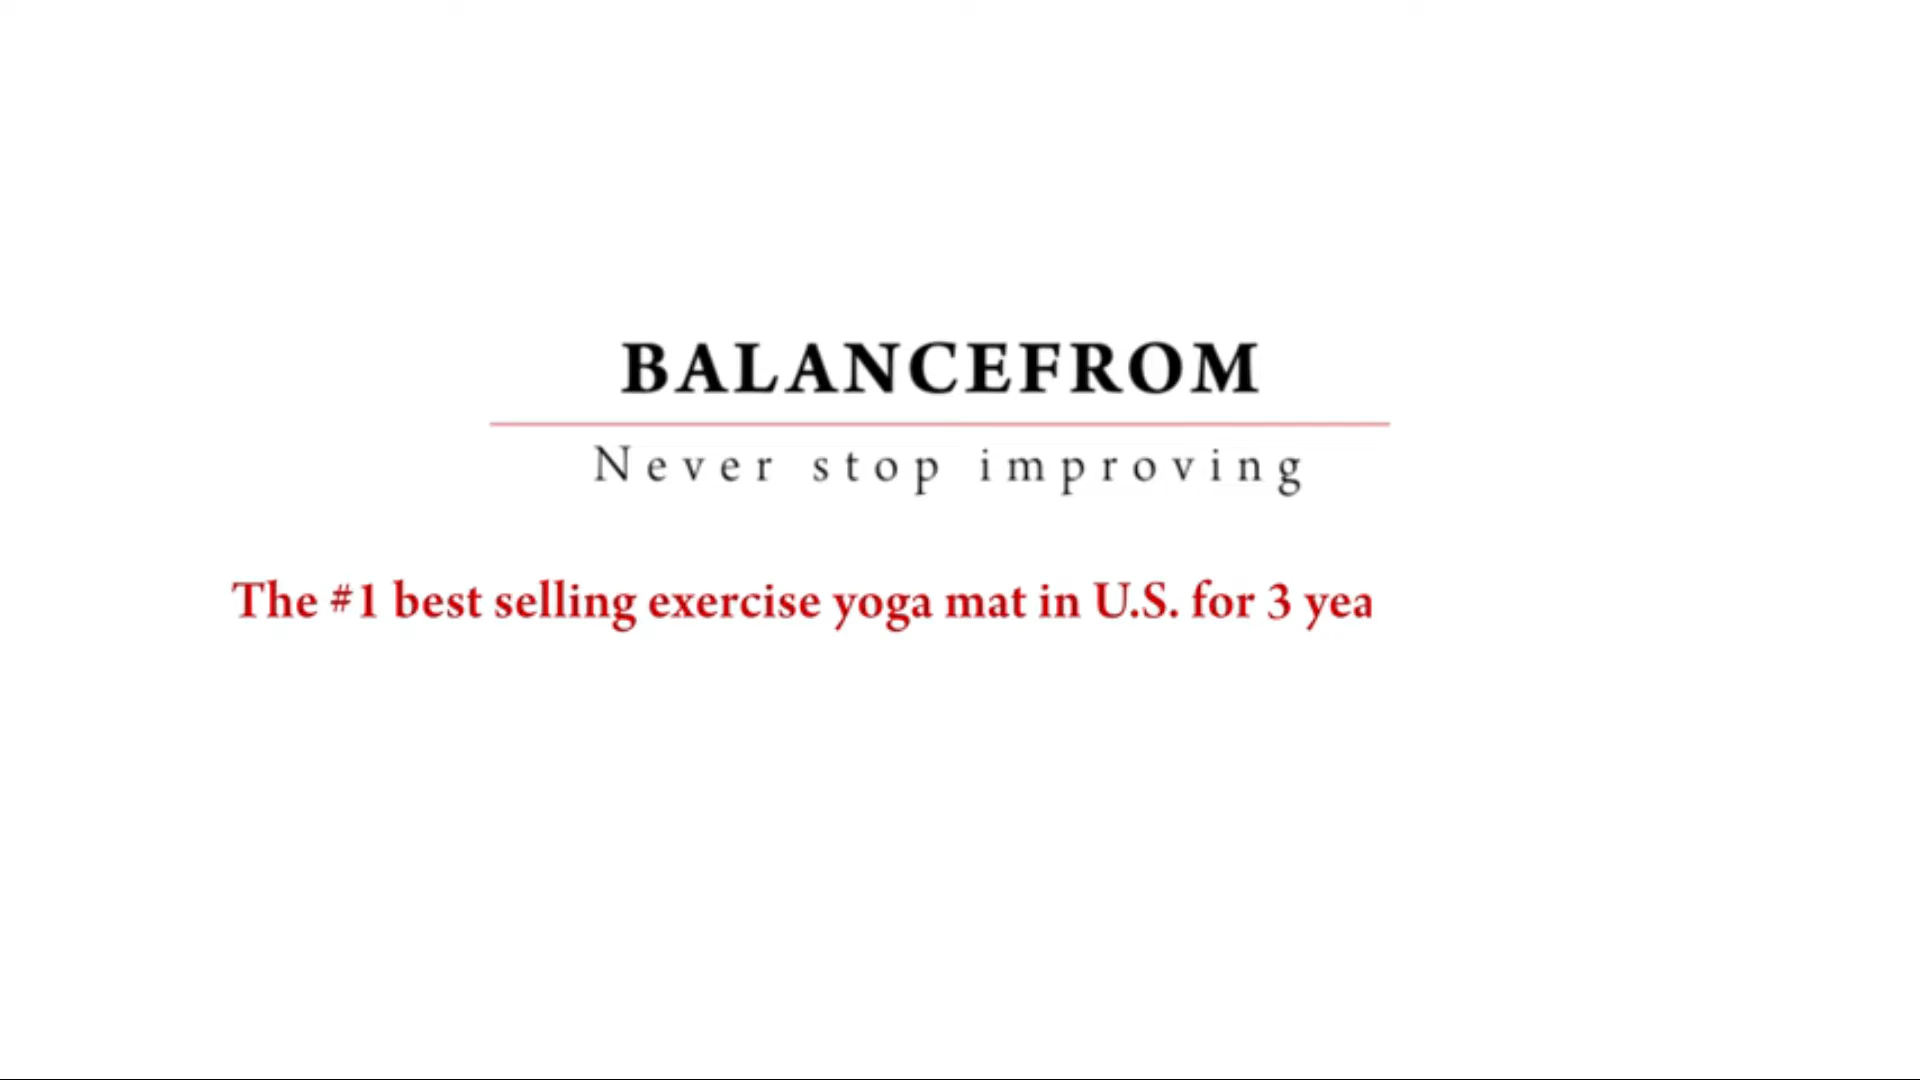 BALANCEFROM
Never stop improving
The #1 best selling exercise yoga mat in U.S. for 3 yea